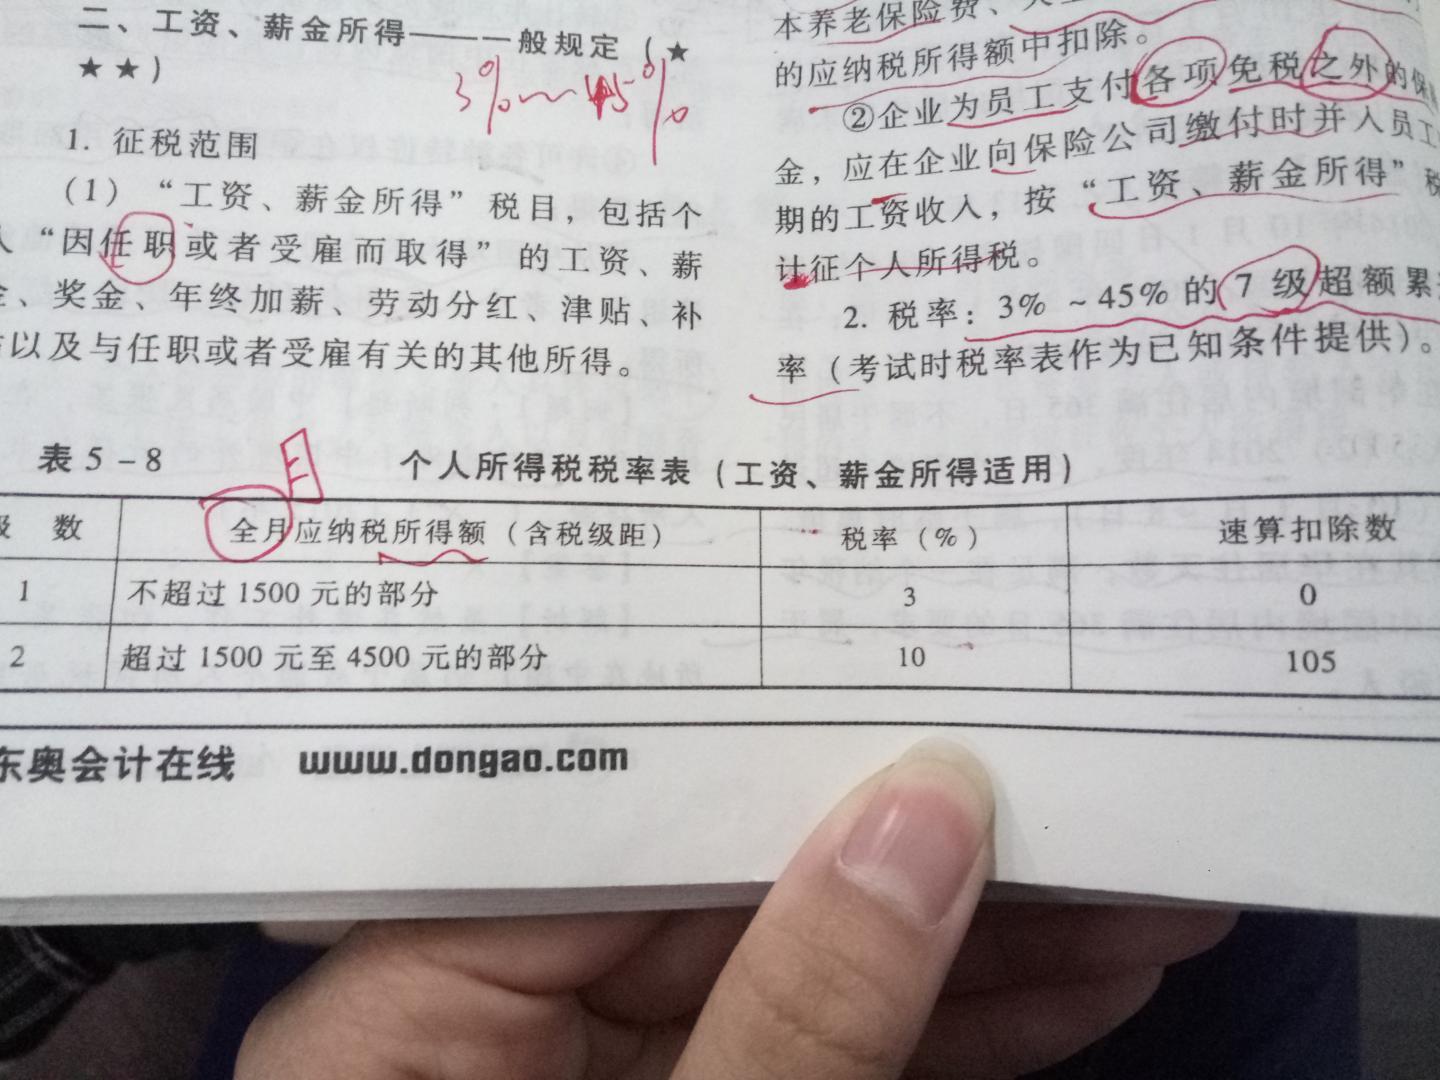 二、工资、薪金所得———一般规定（★
★★）
3%~45%
1. 征税范围
（1）“工资、薪金所得”税目，包括个
人“因任职或者受雇而取得”的工资、薪
金、奖金、年终加薪、劳动分红、津贴、补
以及与任职或者受雇有关的其他所得。
本养老保险费、
的应纳税所得额中扣除。
②企业为员工支付各项免税之外的保
金，应在企业向保险公司缴付时并入员工
期的工资收入，按“工资、薪金所得”税
计征个人所得税。
2. 税率：3%～45%的7级超额累
率（考试时税率表作为已知条件提供）。
表5-8 个人所得税税率表（工资、薪金所得适用）
月
级 数 全月应纳税所得额（含税级距） 税率（%） 速算扣除数
1 不超过1500元的部分 3 0
2 超过1500元至4500元的部分 10 105
东奥会计在线 www.dongao.com